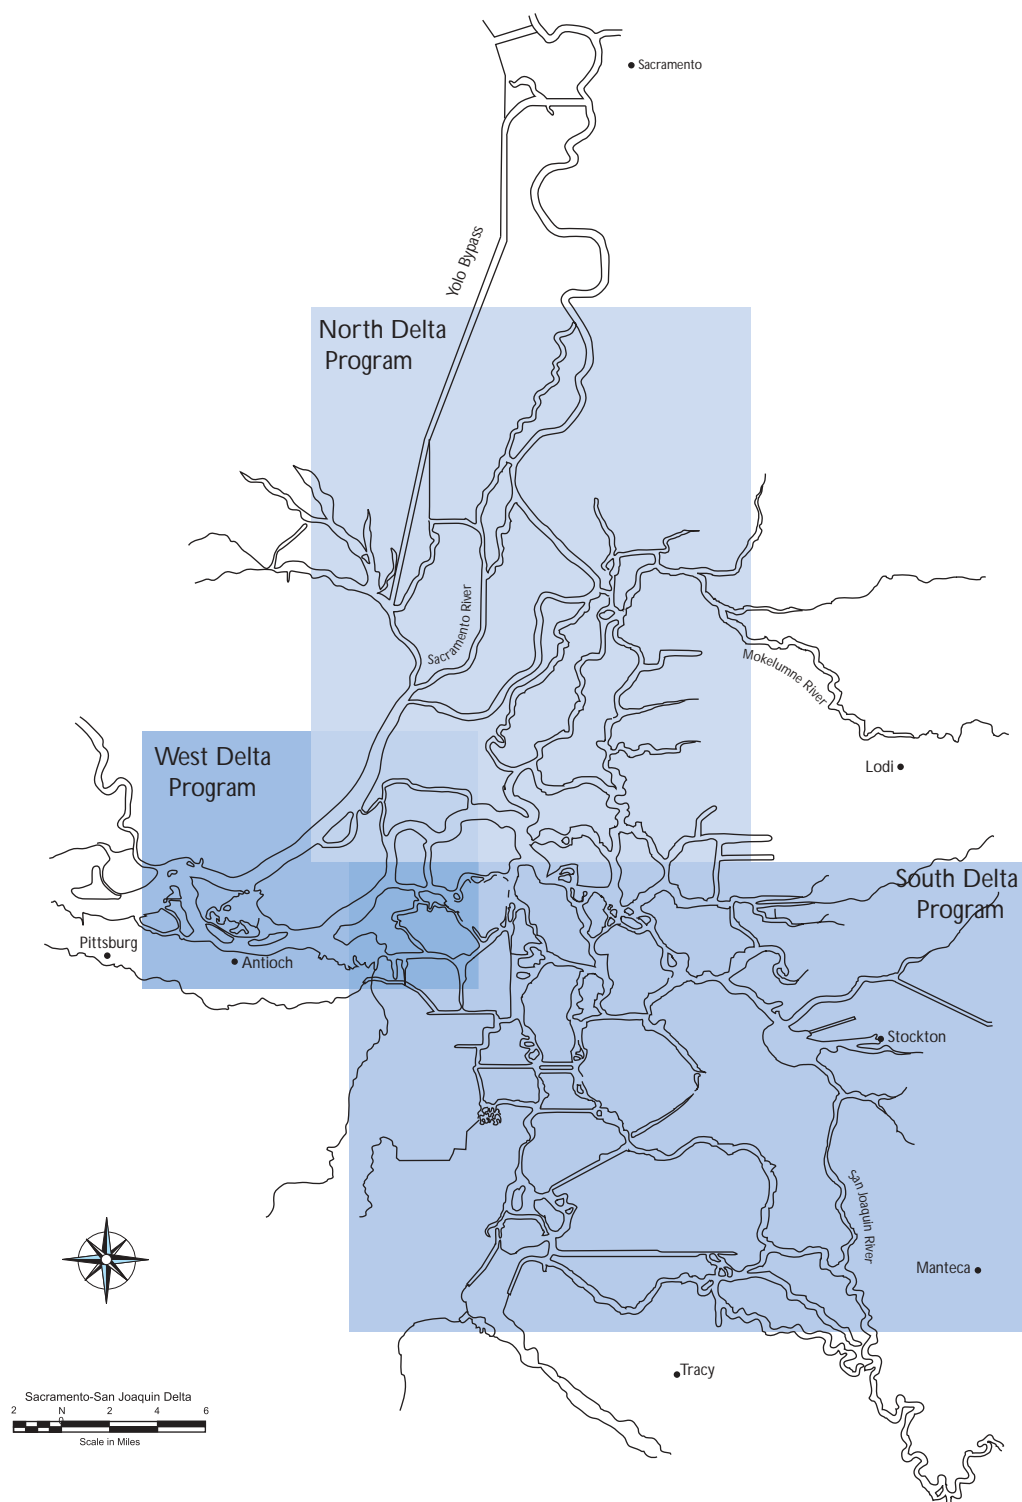 Sacramento
Yolo Bypass
North Delta
Program
Sacramento River
Mokelumne River
West Delta
Program
Lodi
South Delta
Program
Pittsburg
Antioch
Stockton
San Joaquin River
Manteca
Tracy
Sacramento-San Joaquin Delta
2 N 2 4 6
0
Scale in Miles